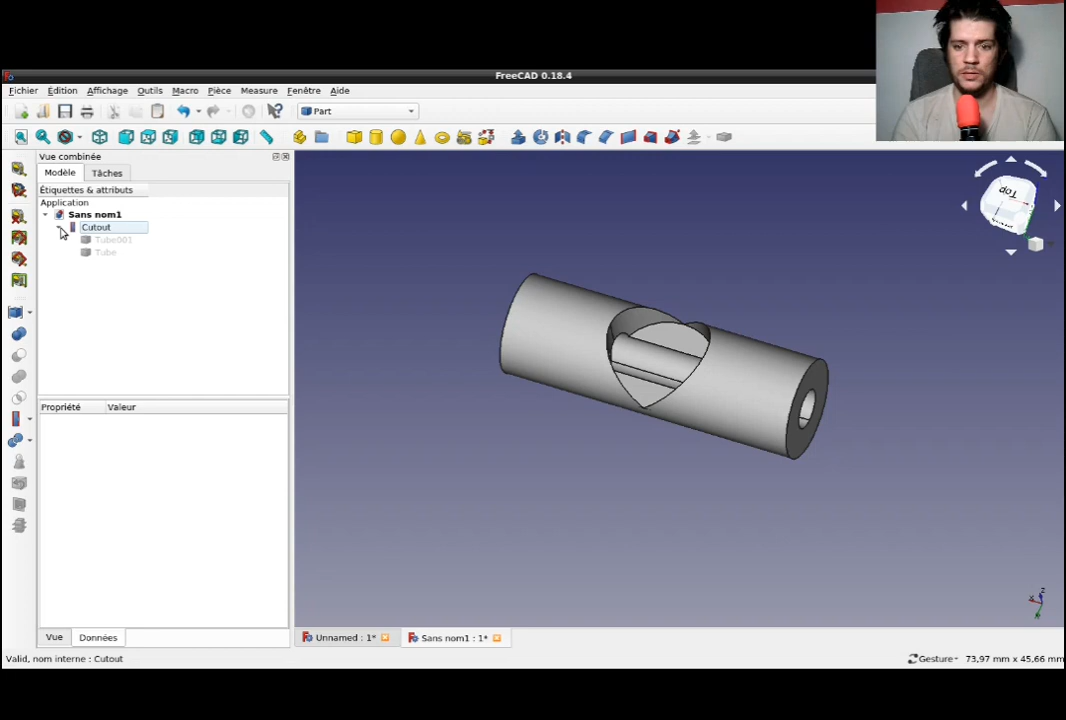 FreeCAD 0.18.4
Fichier Édition Affichage Outils Macro Pièce Measure Fenêtre Aide
Part
Vue combinée
Modèle Tâches
Étiquettes & attributs
Application
Sans nom1
Cutout
Tube001
Tube
Top
Propriété Valeur
X Z
Vue Données
Unnamed : 1* Sans nom1 : 1*
Valid, nom interne : Cutout
Gesture 73,97 mm x 45,66 mm